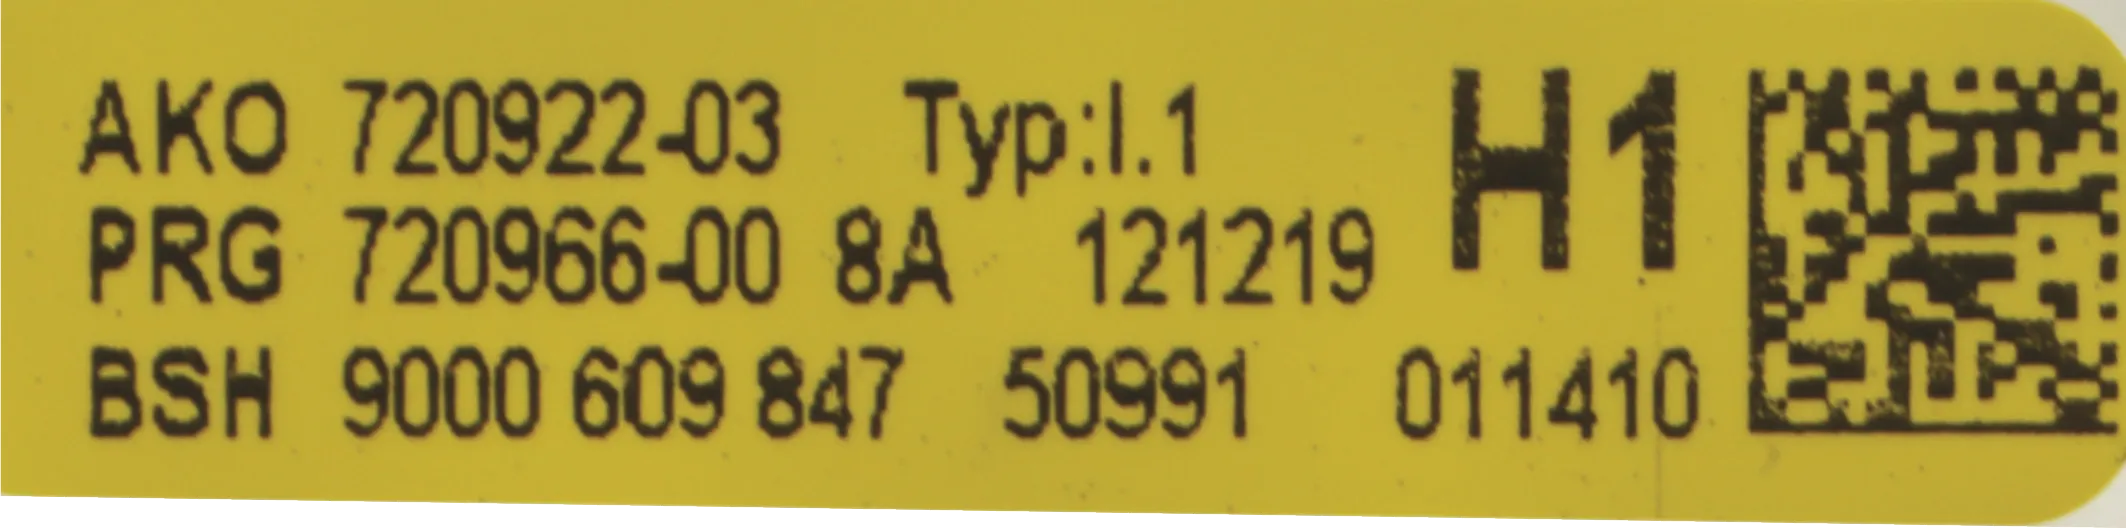 AKO 720922-03 Typ:I.1 H1
PRG 720966-00 8A 121219
BSH 9000 609 847 50991 011410